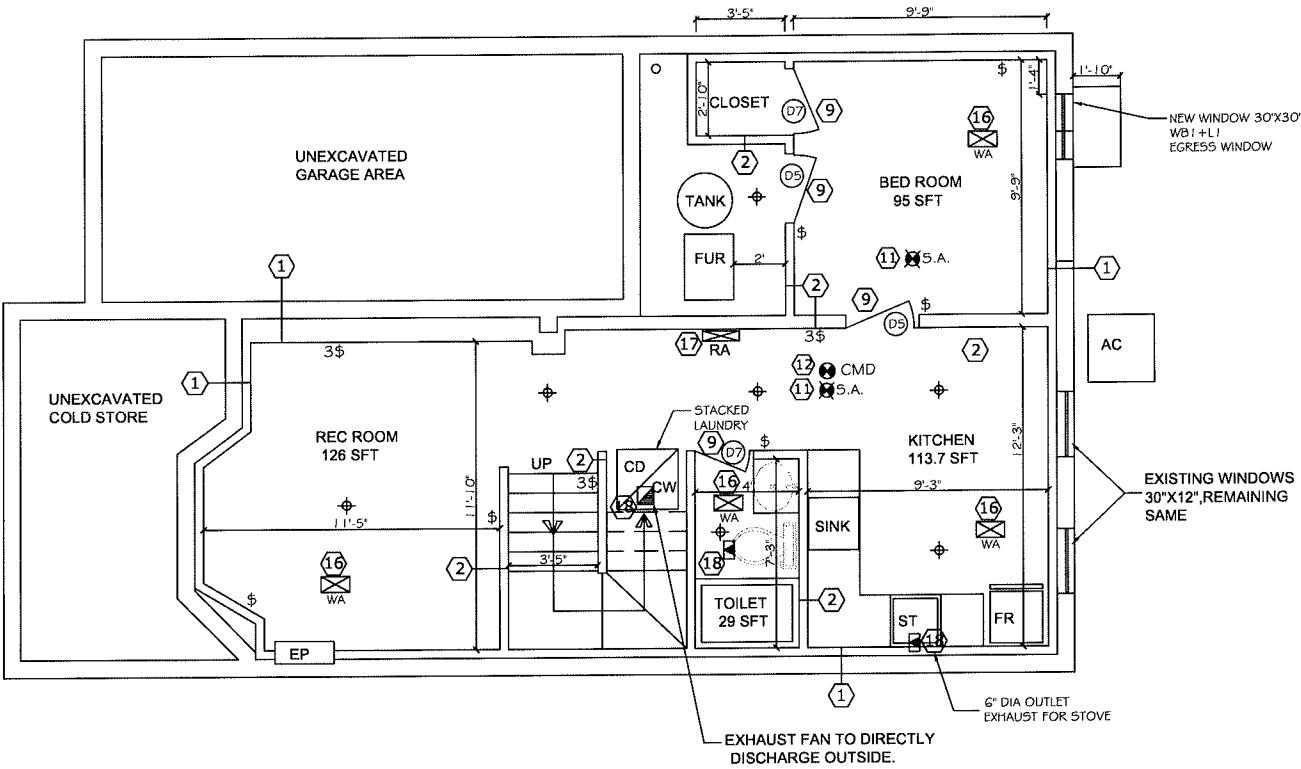 3'-5"
9'-9"
1'-4"
1'-10"
$
2'-10"
CLOSET
D7
9
16
WA
NEW WINDOW 30"X30'
WB1+L1
EGRESS WINDOW
UNEXCAVATED
GARAGE AREA
2
D5
9
BED ROOM
95 SFT
9'-9"
TANK
$
FUR
2'
11
S.A.
1
1
2
9
$
D5
3$
3$
17
RA
2
AC
12
CMD
11
S.A.
1
UNEXCAVATED
COLD STORE
STACKED
LAUNDRY
REC ROOM
126 SFT
11'-10"
UP
2
3$
CD
CW
18
9
D7
$
KITCHEN
113.7 SFT
12'-3"
16
WA
4'
9'-3"
EXISTING WINDOWS
30"X12",REMAINING
SAME
11'-5"
$
SINK
16
WA
18
7'-3"
3'-5"
2
16
WA
$
TOILET
29 SFT
2
ST
FR
18
EP
1
6" DIA OUTLET
EXHAUST FOR STOVE
EXHAUST FAN TO DIRECTLY
DISCHARGE OUTSIDE.